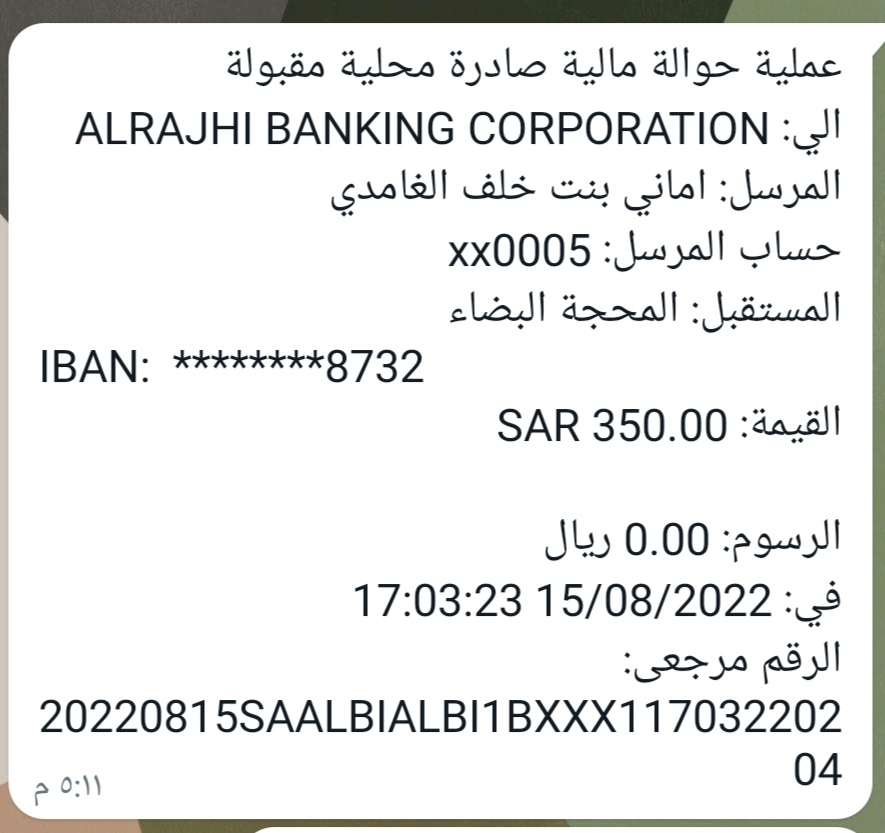 عملية حوالة مالية صادرة محلية مقبولة
الي: ALRAJHI BANKING CORPORATION
المرسل: اماني بنت خلف الغامدي
حساب المرسل: xx0005
المستقبل: المحجة البضاء
IBAN: ********8732
القيمة: SAR 350.00
الرسوم: 0.00 ريال
في: 15/08/2022 17:03:23
الرقم مرجعى:
20220815SAALBIALBI1BXXX117032202
04
٥:١١ م